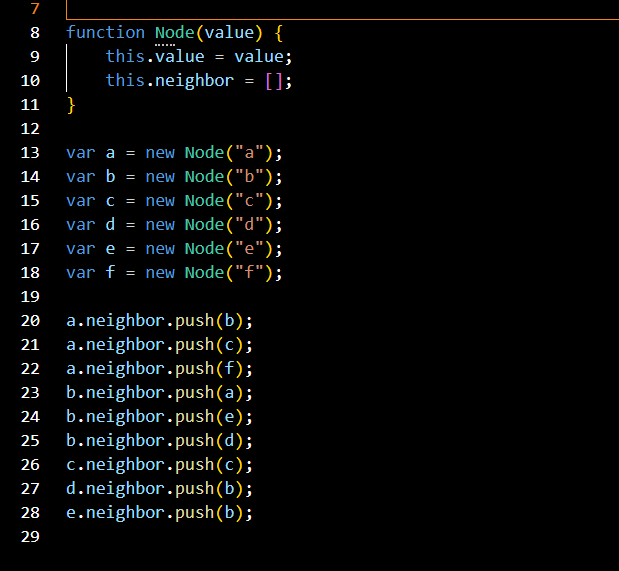 7
8 function Node(value) {
9     this.value = value;
10     this.neighbor = [];
11 }
12
13 var a = new Node("a");
14 var b = new Node("b");
15 var c = new Node("c");
16 var d = new Node("d");
17 var e = new Node("e");
18 var f = new Node("f");
19
20 a.neighbor.push(b);
21 a.neighbor.push(c);
22 a.neighbor.push(f);
23 b.neighbor.push(a);
24 b.neighbor.push(e);
25 b.neighbor.push(d);
26 c.neighbor.push(c);
27 d.neighbor.push(b);
28 e.neighbor.push(b);
29